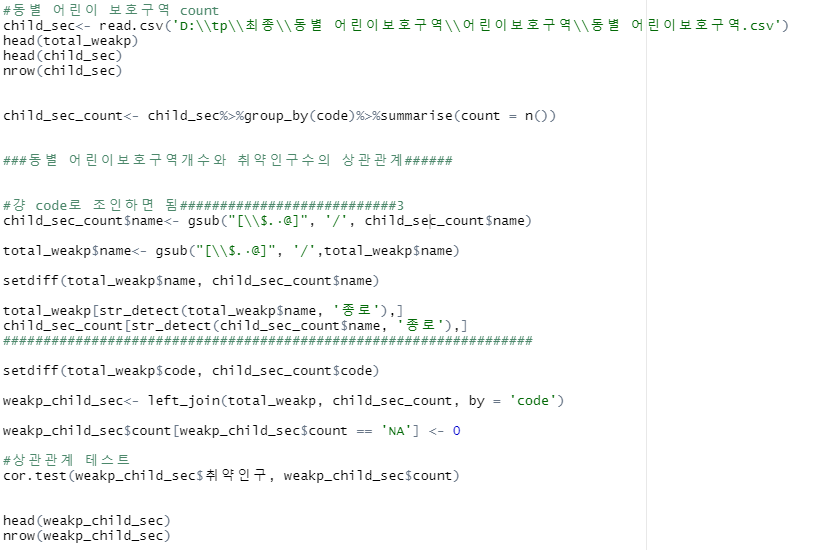 #동별 어린이 보호구역 count
child_sec<- read.csv('D:\\tp\\최종\\동별 어린이보호구역\\어린이보호구역\\동별 어린이보호구역.csv')
head(total_weakp)
head(child_sec)
nrow(child_sec)
child_sec_count<- child_sec%>%group_by(code)%>%summarise(count = n())
###동별 어린이보호구역개수와 취약인구수의 상관관계######
#걍 code로 조인하면 됨###########################3
child_sec_count$name<- gsub("[\\$.·@]", '/', child_sec_count$name)
total_weakp$name<- gsub("[\\$.·@]", '/',total_weakp$name)
setdiff(total_weakp$name, child_sec_count$name)
total_weakp[str_detect(total_weakp$name, '종로'),]
child_sec_count[str_detect(child_sec_count$name, '종로'),]
##################################################################
setdiff(total_weakp$code, child_sec_count$code)
weakp_child_sec<- left_join(total_weakp, child_sec_count, by = 'code')
weakp_child_sec$count[weakp_child_sec$count == 'NA'] <- 0
#상관관계 테스트
cor.test(weakp_child_sec$취약인구, weakp_child_sec$count)
head(weakp_child_sec)
nrow(weakp_child_sec)